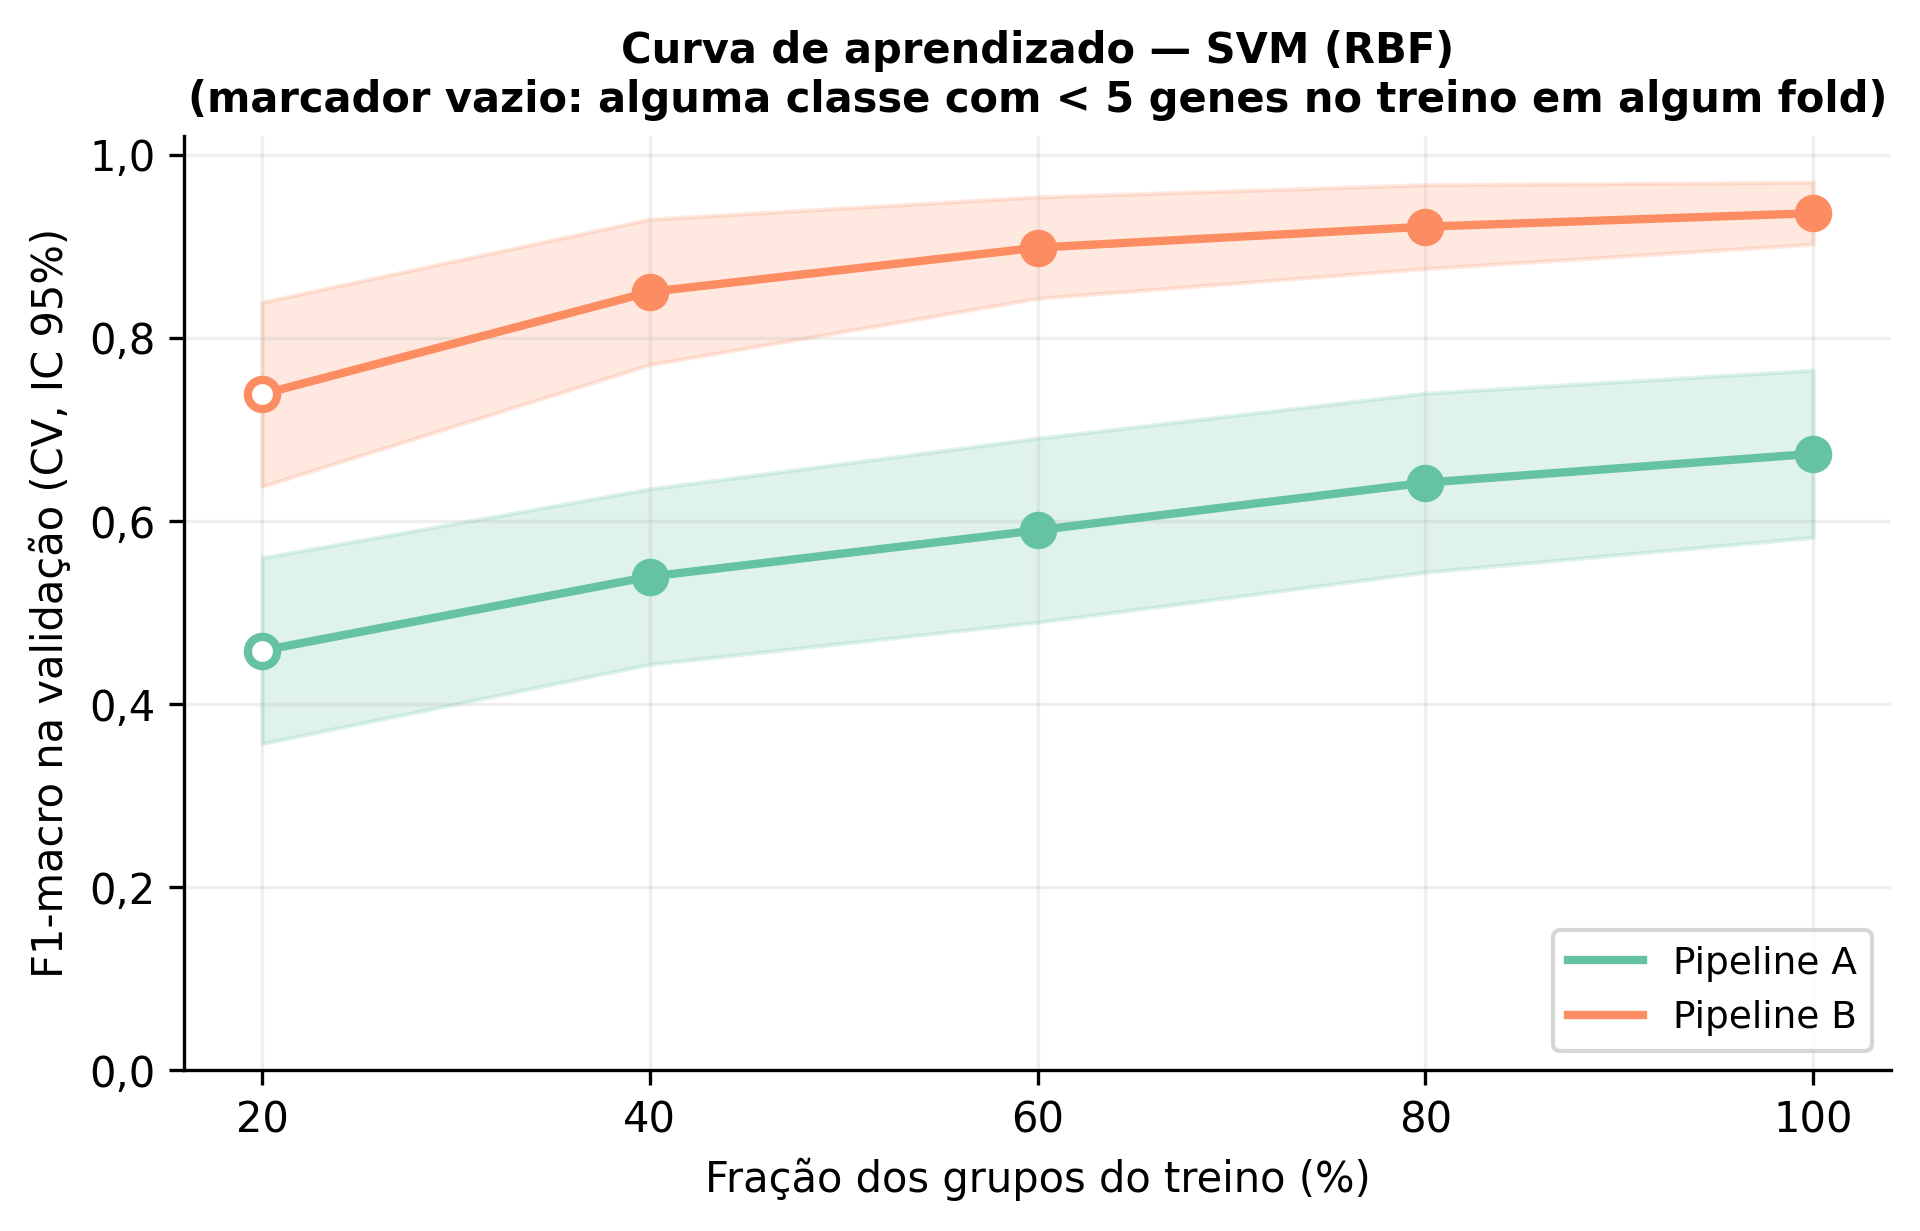 Curva de aprendizado — SVM (RBF)
(marcador vazio: alguma classe com < 5 genes no treino em algum fold)
F1-macro na validação (CV, IC 95%)
1,0
0,8
0,6
0,4
0,2
0,0
20
40
60
80
100
Fração dos grupos do treino (%)
Pipeline A
Pipeline B